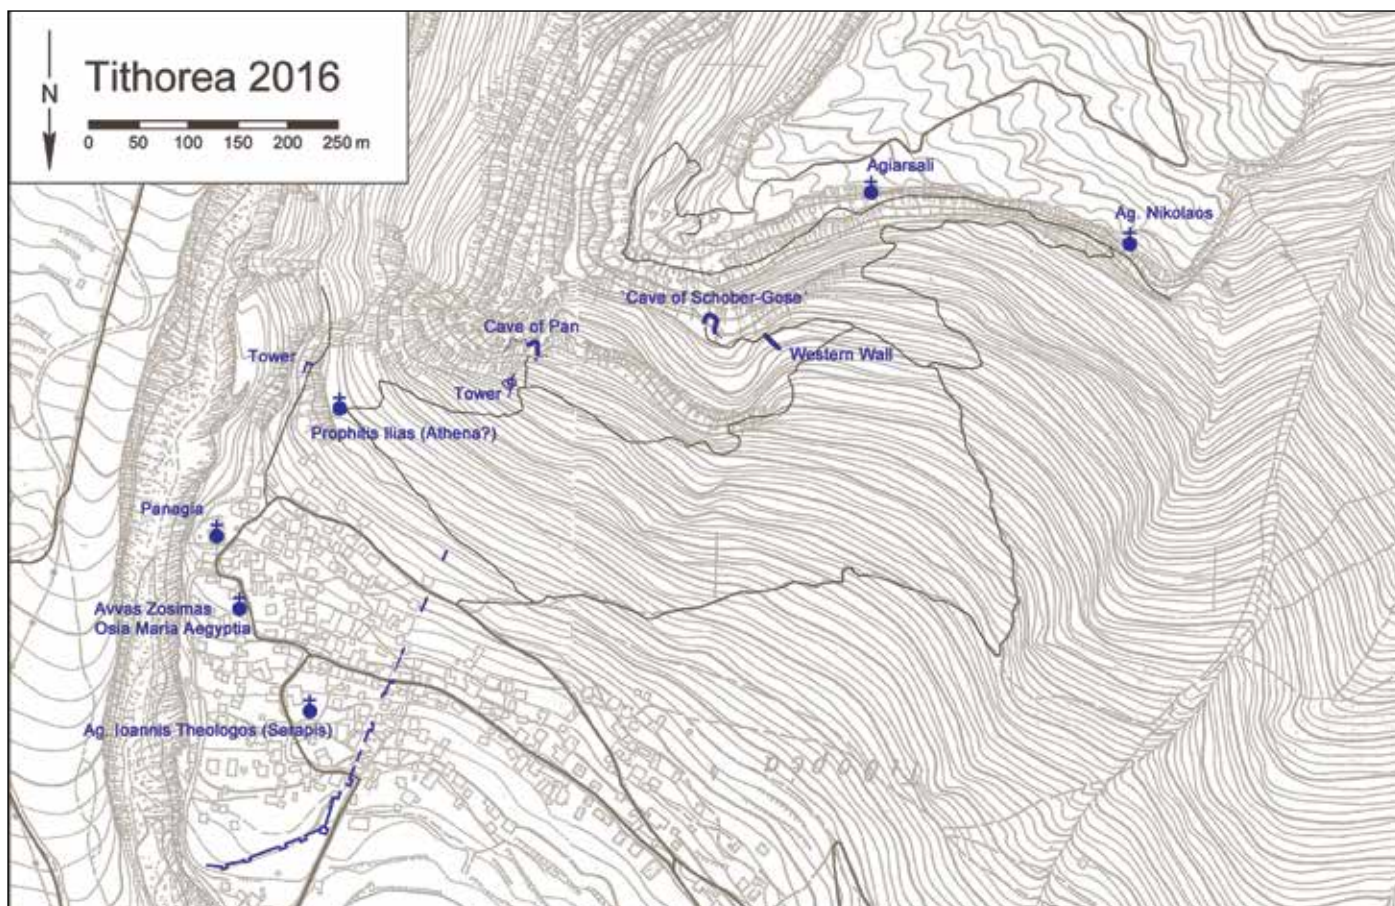 Tithorea 2016
N
0 50 100 150 200 250 m
Agiarsali
Ag. Nikolaos
'Cave of Schober-Gose'
Cave of Pan
Western Wall
Tower
Tower
Prophitis Ilias (Athena?)
Panagia
Avvas Zosimas
Osia Maria Aegyptia
Ag. Ioannis Theologos (Serapis)